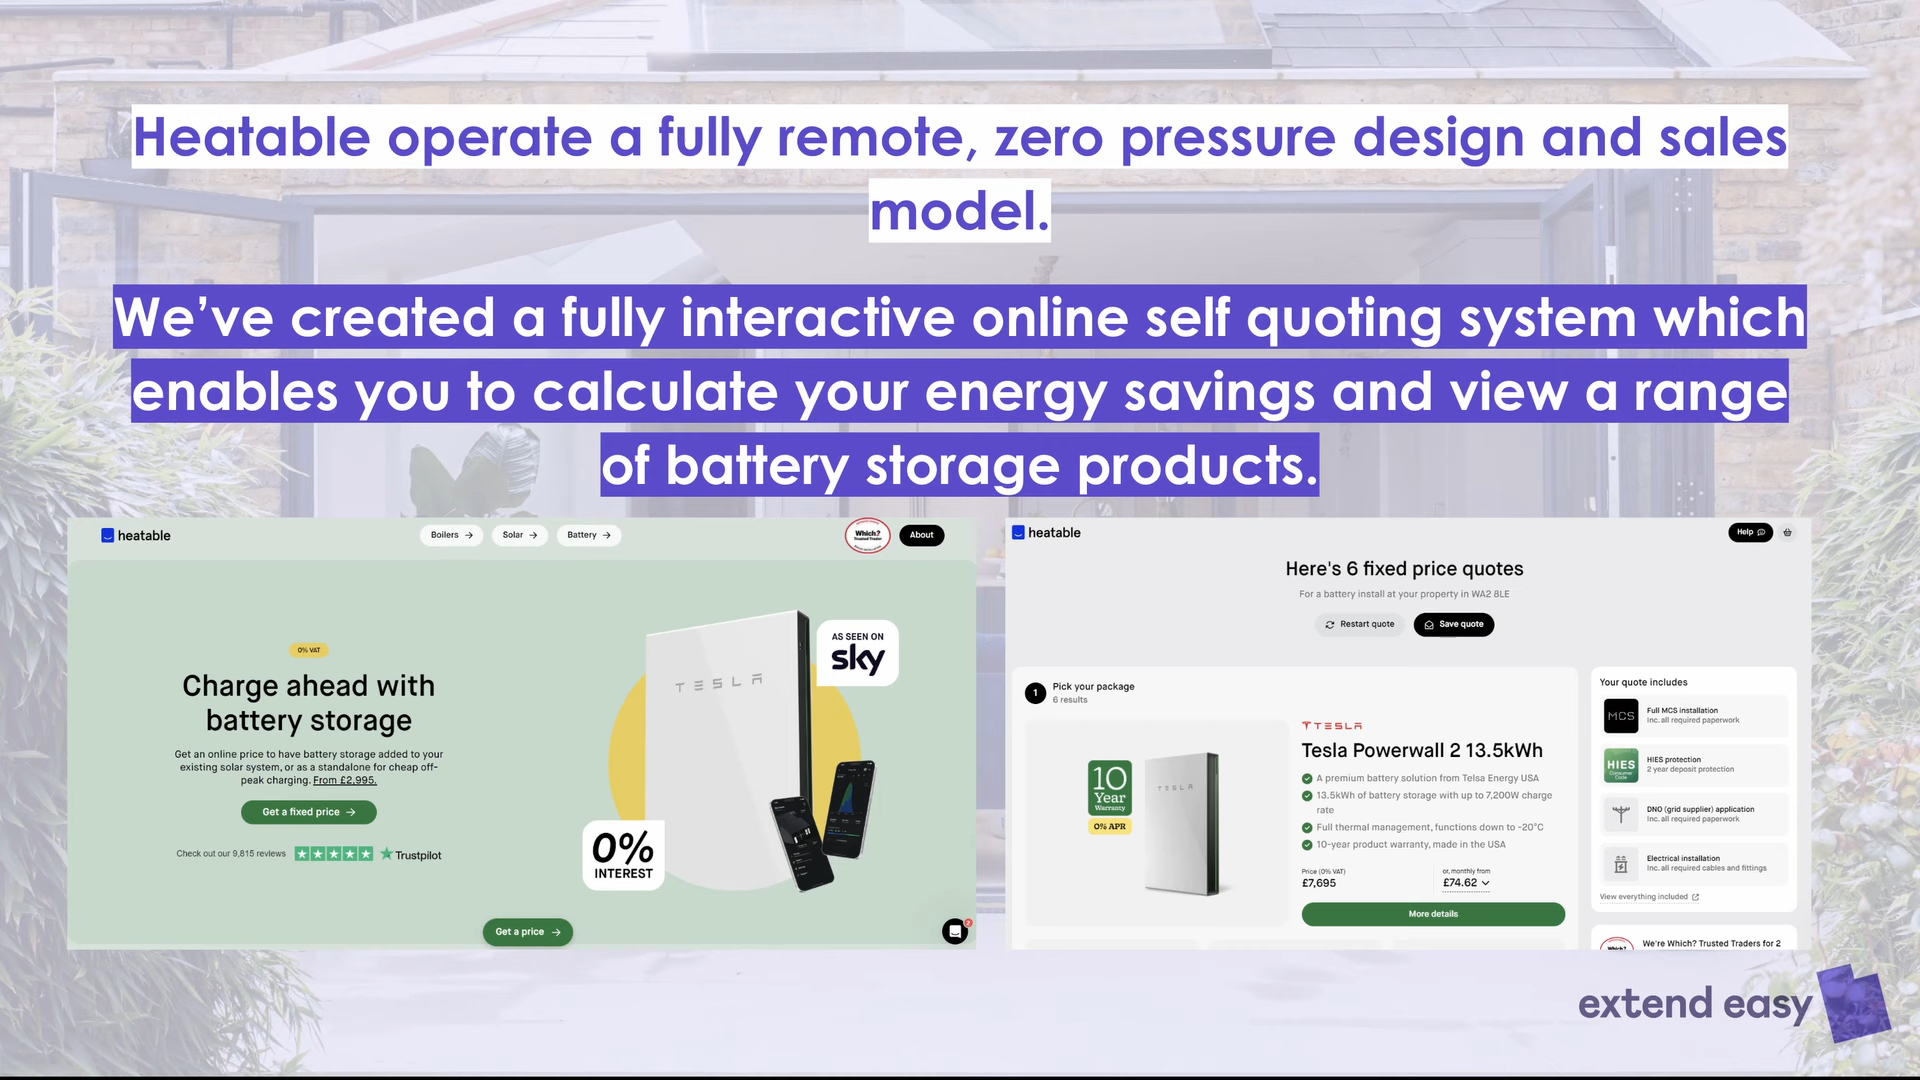 Heatable operate a fully remote, zero pressure design and sales
model.
We’ve created a fully interactive online self quoting system which
enables you to calculate your energy savings and view a range
of battery storage products.
heatable
Boilers →
Solar →
Battery →
Which?
Trusted Trader
About
0% VAT
Charge ahead with
battery storage
Get an online price to have battery storage added to your
existing solar system, or as a standalone for cheap off-
peak charging. From £2,995.
Get a fixed price →
Check out our 9,815 reviews
Trustpilot
TESLA
AS SEEN ON
sky
0%
INTEREST
Get a price →
2
heatable
Help
Here's 6 fixed price quotes
For a battery install at your property in WA2 8LE
Restart quote
Save quote
1
Pick your package
6 results
10
Year
Warranty
0% APR
TESLA
TESLA
Tesla Powerwall 2 13.5kWh
A premium battery solution from Telsa Energy USA
13.5kWh of battery storage with up to 7,200W charge
rate
Full thermal management, functions down to -20°C
10-year product warranty, made in the USA
Price (0% VAT)
£7,695
or, monthly from
£74.62
More details
Your quote includes
MCS
Full MCS installation
Inc. all required paperwork
HIES
Consumer
Code
HIES protection
2 year deposit protection
DNO (grid supplier) application
Inc. all required paperwork
Electrical installation
Inc. all required cables and fittings
View everything included
Which?
We're Which? Trusted Traders for 2
extend easy